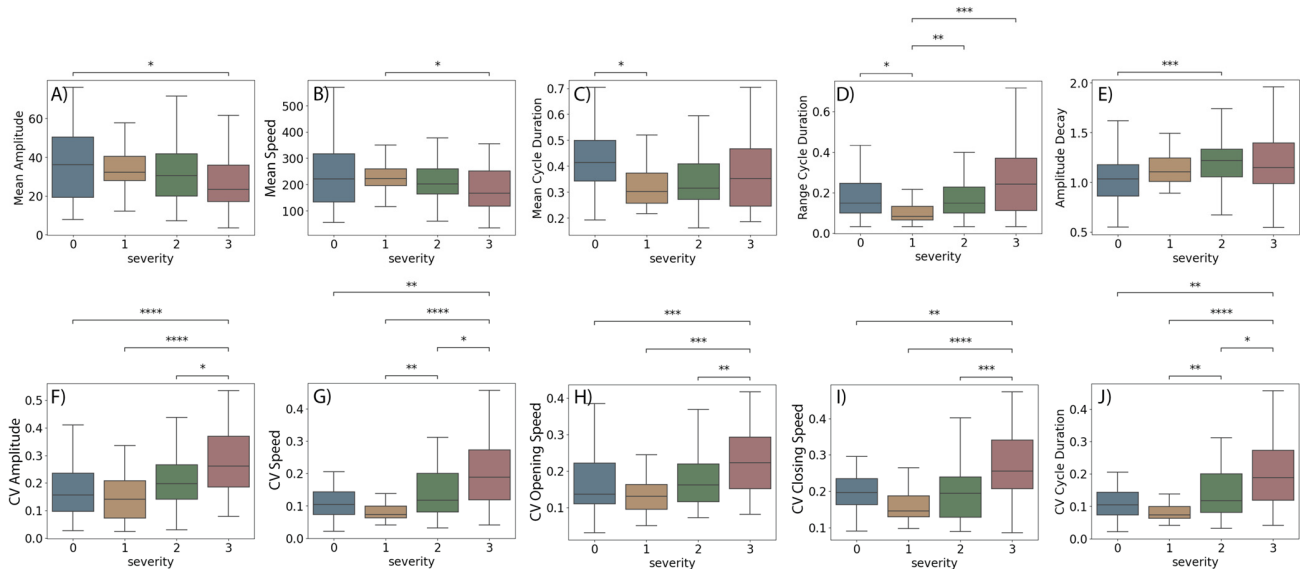 ***
**
* * * * ***
A) B) C) D) E)
Mean Amplitude
60
40
20
0
0 1 2 3
severity
Mean Speed
500
400
300
200
100
0 1 2 3
severity
Mean Cycle Duration
0.7
0.6
0.5
0.4
0.3
0.2
0 1 2 3
severity
Range Cycle Duration
0.6
0.4
0.2
0.0
0 1 2 3
severity
Amplitude Decay
2.0
1.5
1.0
0.5
0 1 2 3
severity
F)
****
****
*
CV Amplitude
0.5
0.4
0.3
0.2
0.1
0.0
0 1 2 3
severity
G)
**
****
*
**
CV Speed
0.4
0.3
0.2
0.1
0.0
0 1 2 3
severity
H)
***
***
**
CV Opening Speed
0.4
0.3
0.2
0.1
0 1 2 3
severity
I)
**
****
***
CV Closing Speed
0.4
0.3
0.2
0.1
0 1 2 3
severity
J)
**
****
*
**
CV Cycle Duration
0.4
0.3
0.2
0.1
0.0
0 1 2 3
severity